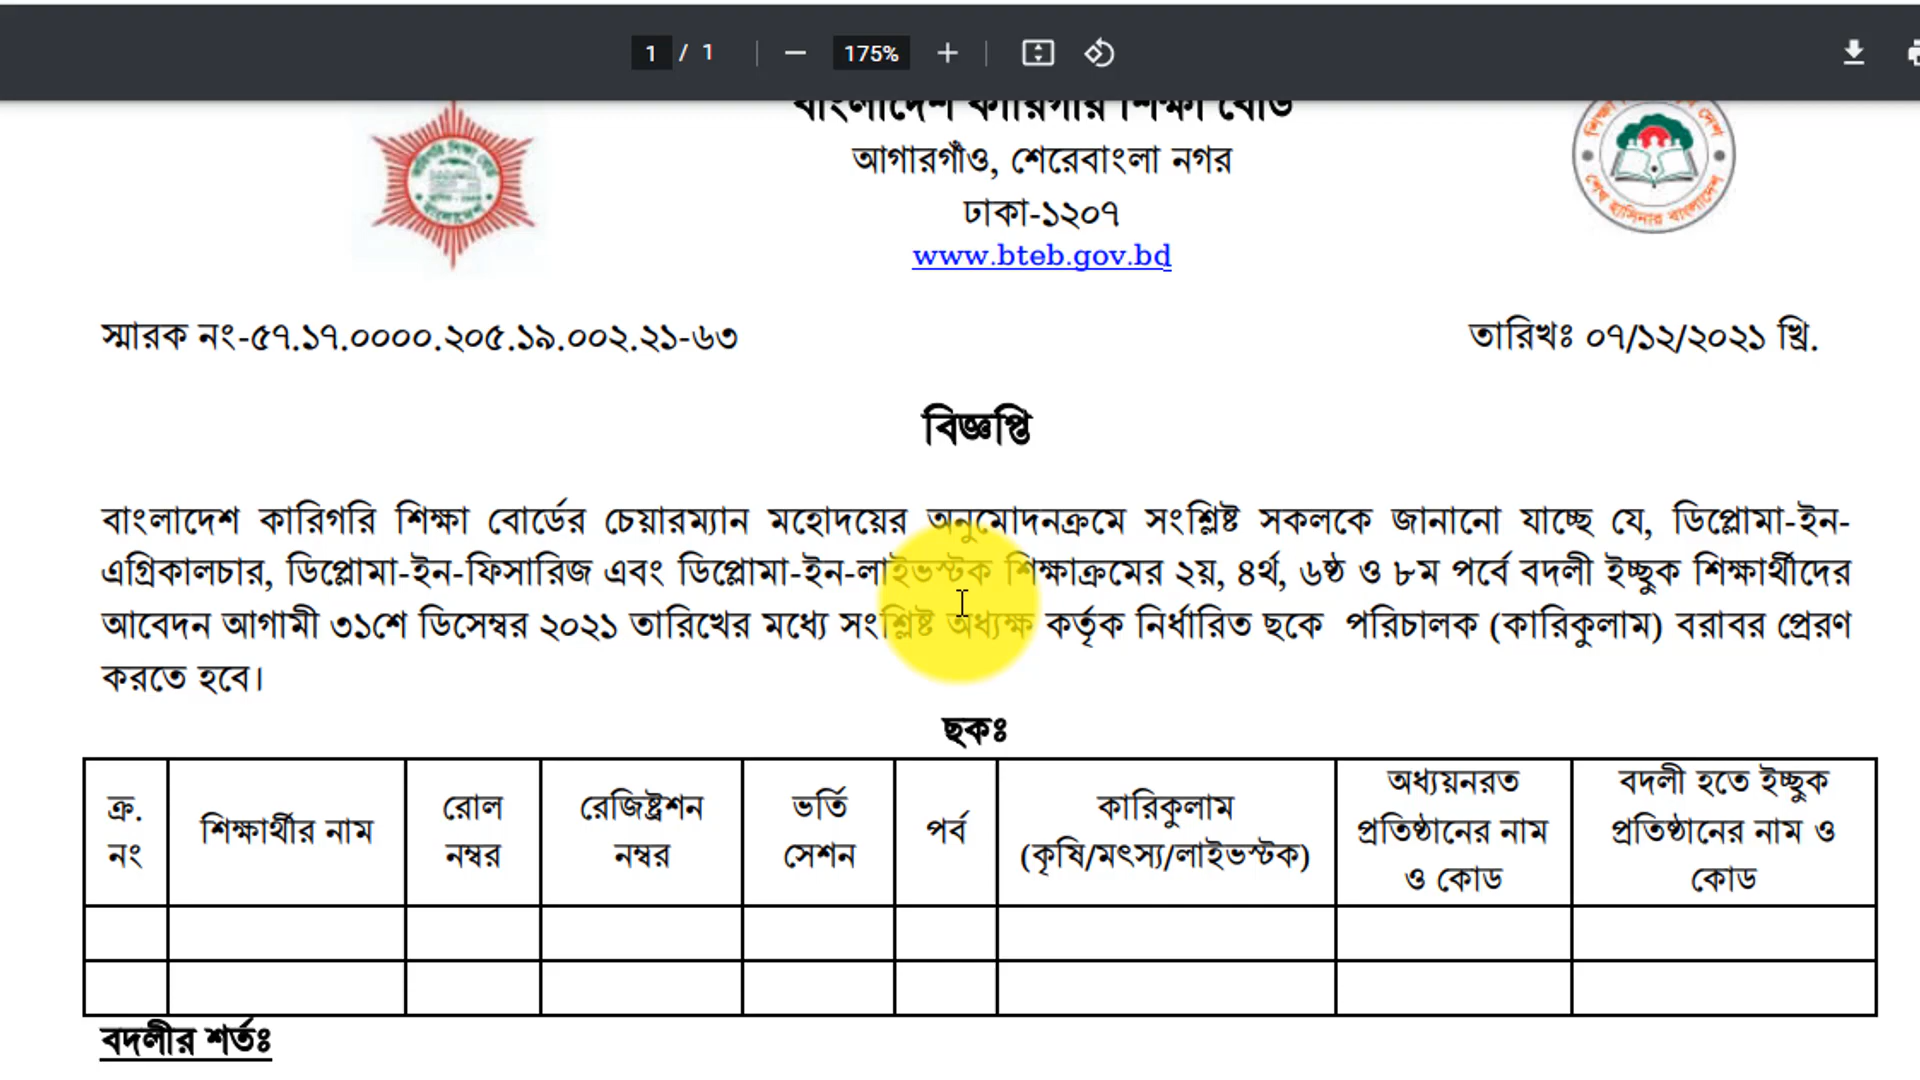 1 / 1
175%
বাংলাদেশ কারিগরি শিক্ষা বোর্ড
আগারগাঁও, শেরেবাংলা নগর
ঢাকা-১২০৭
www.bteb.gov.bd
শেখ হাসিনার বাংলাদেশ
স্মারক নং-৫৭.১৭.০০০০.২০৫.১৯.০০২.২১-৬৩
তারিখঃ ০৭/১২/২০২১ খ্রি.
বিজ্ঞপ্তি
বাংলাদেশ কারিগরি শিক্ষা বোর্ডের চেয়ারম্যান মহোদয়ের অনুমোদনক্রমে সংশ্লিষ্ট সকলকে জানানো যাচ্ছে যে, ডিপ্লোমা-ইন-
এগ্রিকালচার, ডিপ্লোমা-ইন-ফিসারিজ এবং ডিপ্লোমা-ইন-লাইভস্টক শিক্ষাক্রমের ২য়, ৪র্থ, ৬ষ্ঠ ও ৮ম পর্বে বদলী ইচ্ছুক শিক্ষার্থীদের
আবেদন আগামী ৩১শে ডিসেম্বর ২০২১ তারিখের মধ্যে সংশ্লিষ্ট অধ্যক্ষ কর্তৃক নির্ধারিত ছকে পরিচালক (কারিকুলাম) বরাবর প্রেরণ
করতে হবে।
ছকঃ
ক্র.
নং
শিক্ষার্থীর নাম
রোল
নম্বর
রেজিষ্ট্রশন
নম্বর
ভর্তি
সেশন
পর্ব
কারিকুলাম
(কৃষি/মৎস্য/লাইভস্টক)
অধ্যয়নরত
প্রতিষ্ঠানের নাম
ও কোড
বদলী হতে ইচ্ছুক
প্রতিষ্ঠানের নাম ও
কোড
বদলীর শর্তঃ